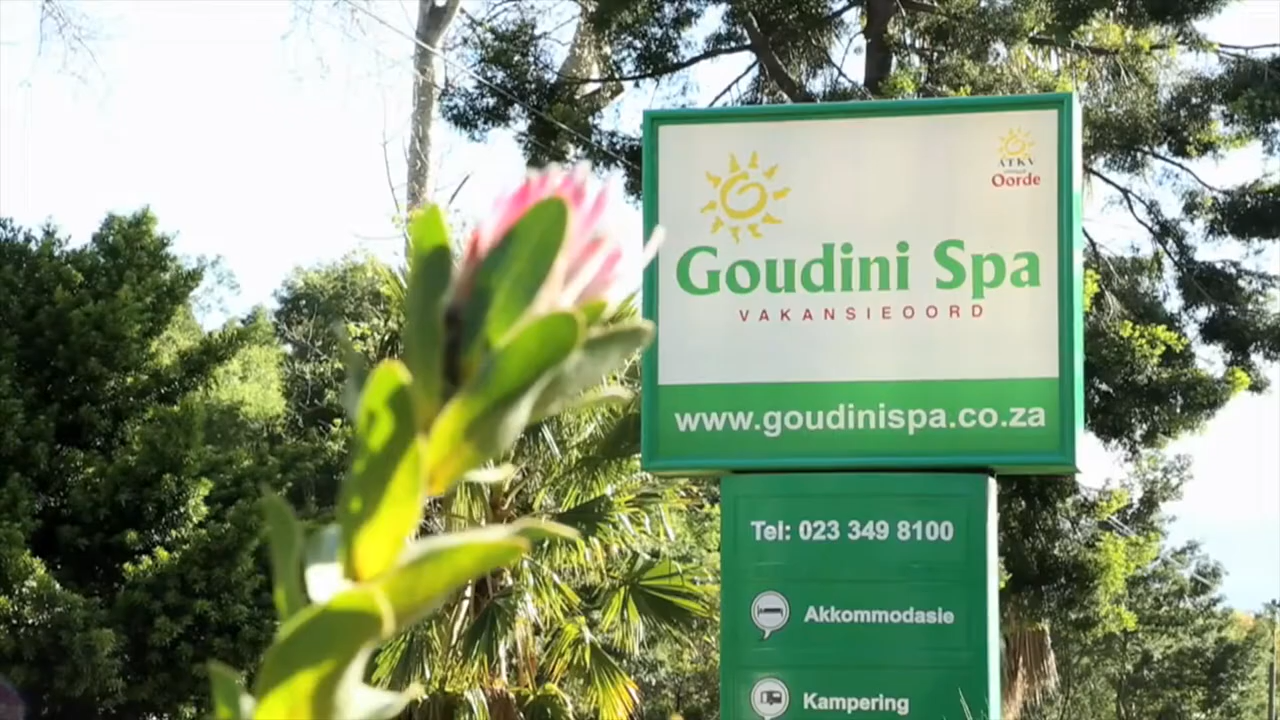 ATKV
Oorde
Goudini Spa
VAKANSIEOORD
www.goudinispa.co.za
Tel: 023 349 8100
Akkommodasie
Kampering